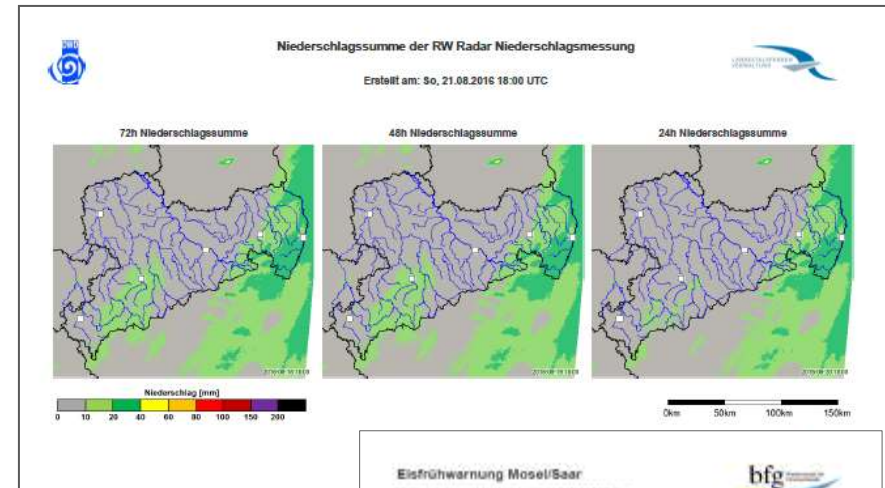 DWD
Niederschlagssumme der RW Radar Niederschlagsmessung
Erstellt am: So, 21.08.2016 18:00 UTC
72h Niederschlagssumme
48h Niederschlagssumme
24h Niederschlagssumme
Niederschlag [mm]
0 10 20 40 60 80 100 150 200
0km 50km 100km 150km
Eisfrühwarnung Mosel/Saar
bfg